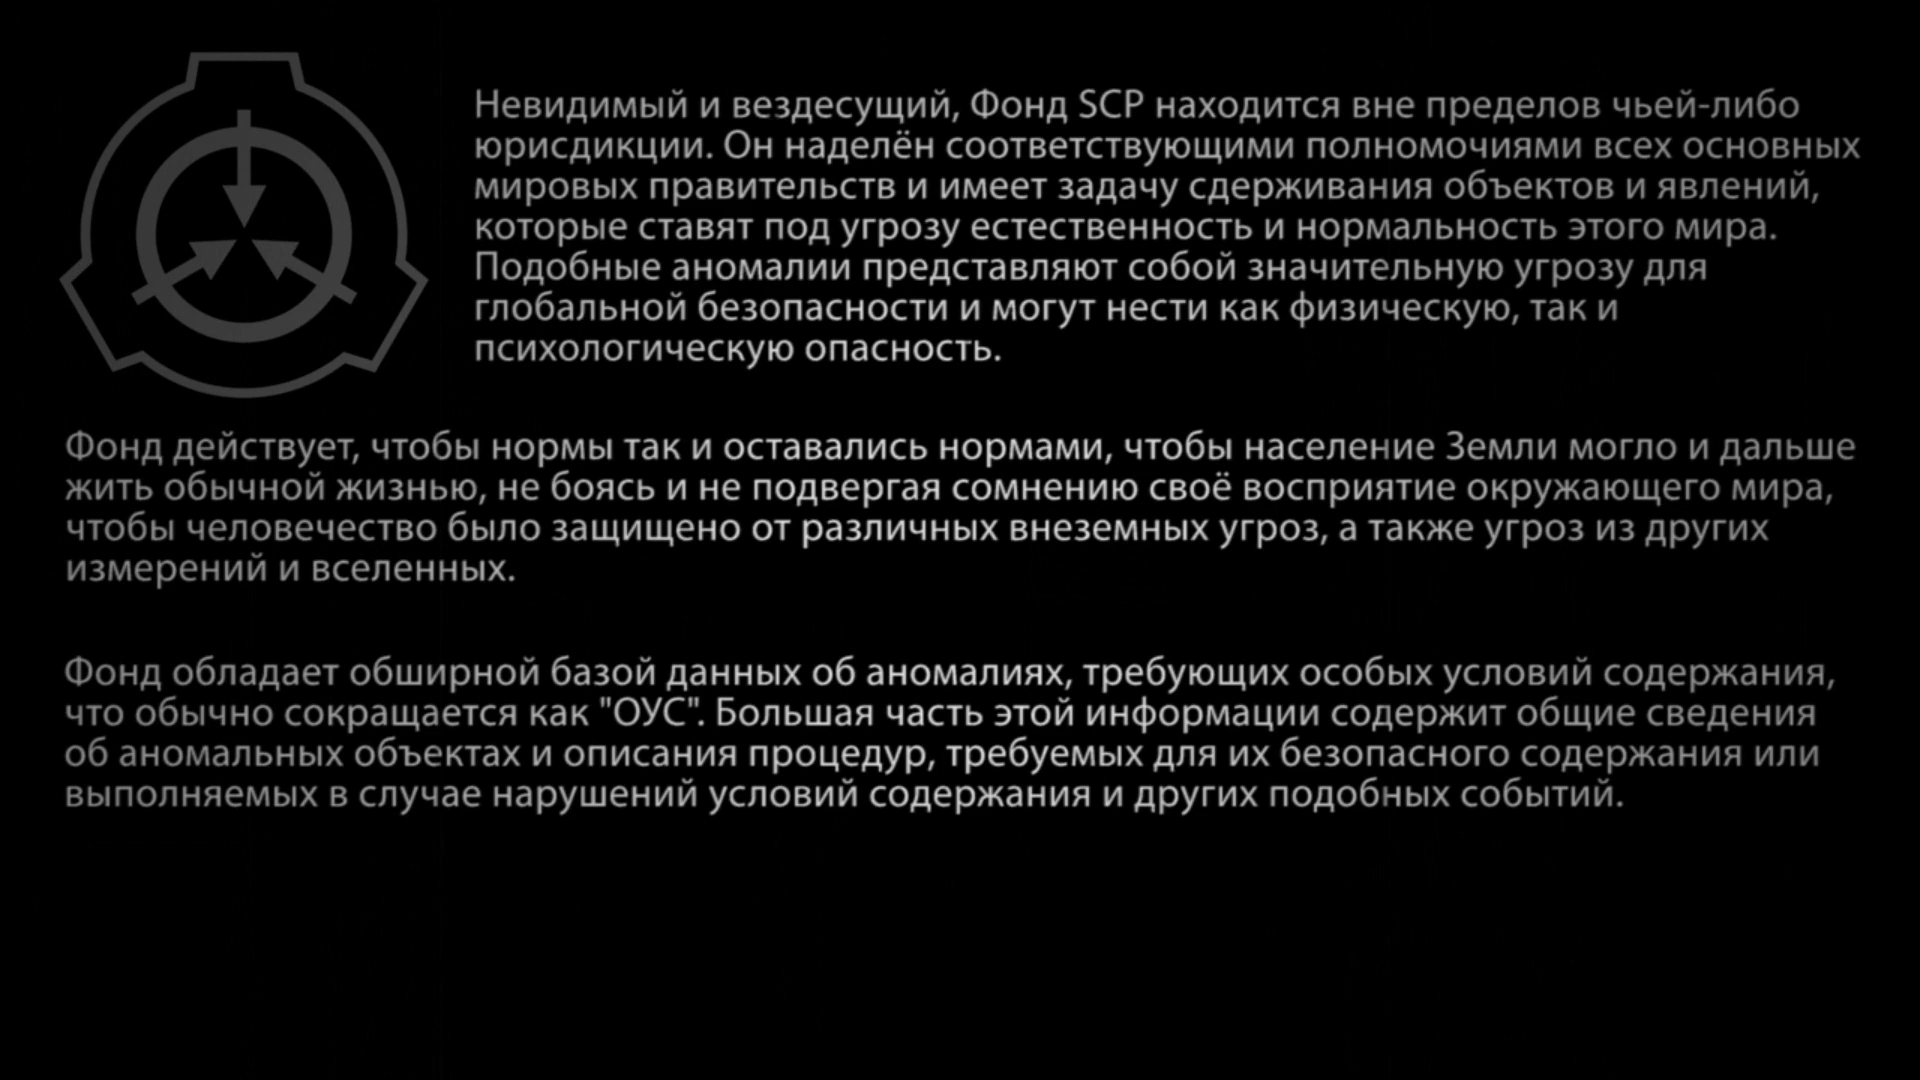 Невидимый и вездесущий, Фонд SCP находится вне пределов чьей-либо
юрисдикции. Он наделён соответствующими полномочиями всех основных
мировых правительств и имеет задачу сдерживания объектов и явлений,
которые ставят под угрозу естественность и нормальность этого мира.
Подобные аномалии представляют собой значительную угрозу для
глобальной безопасности и могут нести как физическую, так и
психологическую опасность.
Фонд действует, чтобы нормы так и оставались нормами, чтобы население Земли могло и дальше
жить обычной жизнью, не боясь и не подвергая сомнению своё восприятие окружающего мира,
чтобы человечество было защищено от различных внеземных угроз, а также угроз из других
измерений и вселенных.
Фонд обладает обширной базой данных об аномалиях, требующих особых условий содержания,
что обычно сокращается как "ОУС". Большая часть этой информации содержит общие сведения
об аномальных объектах и описания процедур, требуемых для их безопасного содержания или
выполняемых в случае нарушений условий содержания и других подобных событий.